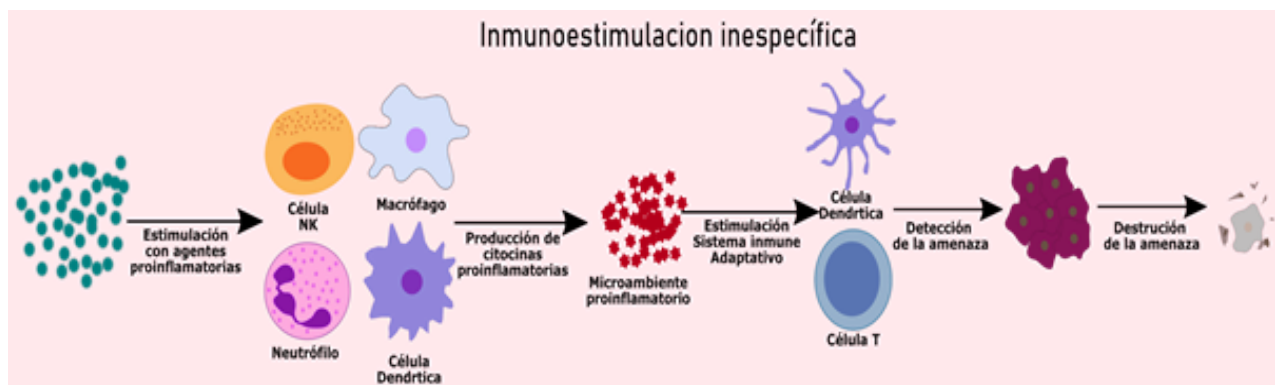 Inmunoestimulacion inespecífica
Estimulación
con agentes
proinflamatorias
Célula
NK
Macrófago
Neutrófilo
Célula
Dendrtica
Producción de
citocinas
proinflamatorias
Microambiente
proinflamatorio
Estimulación
Sistema inmune
Adaptativo
Célula
Dendrtica
Célula T
Detección
de la amenaza
Destrución
de la amenaza